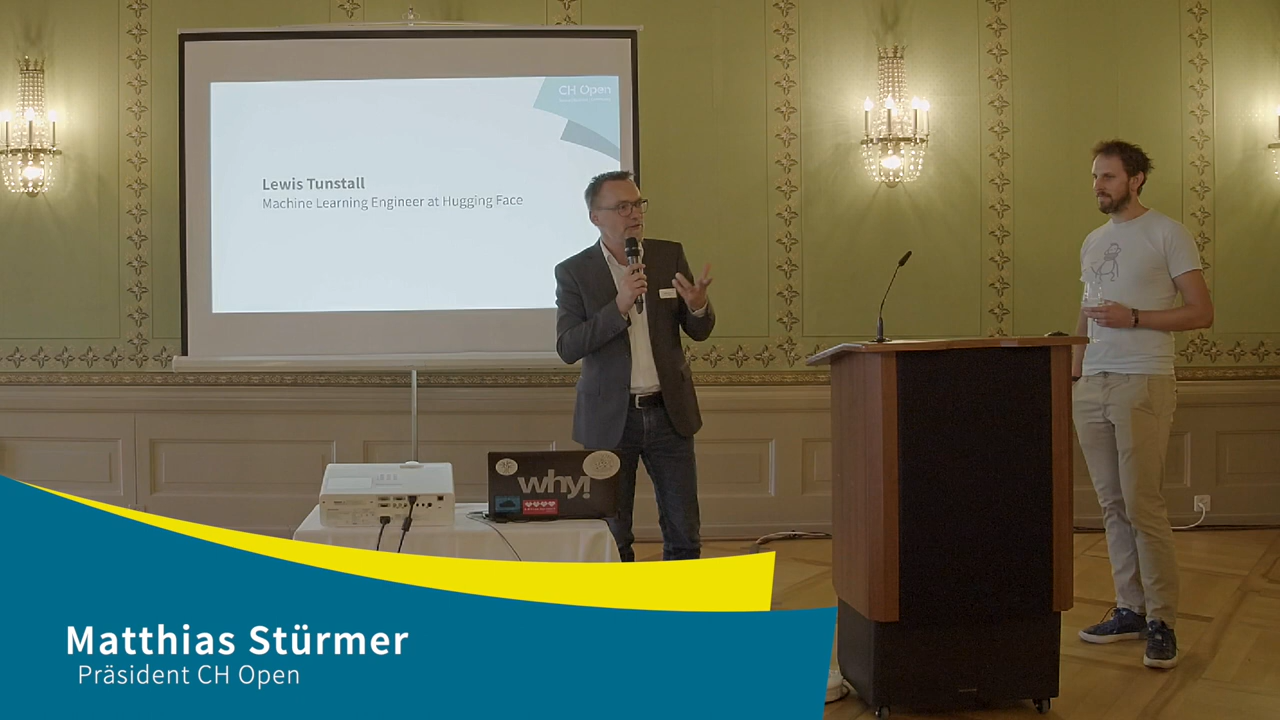 CH Open
Lewis Tunstall
Machine Learning Engineer at Hugging Face
why!
Matthias Stürmer
Präsident CH Open